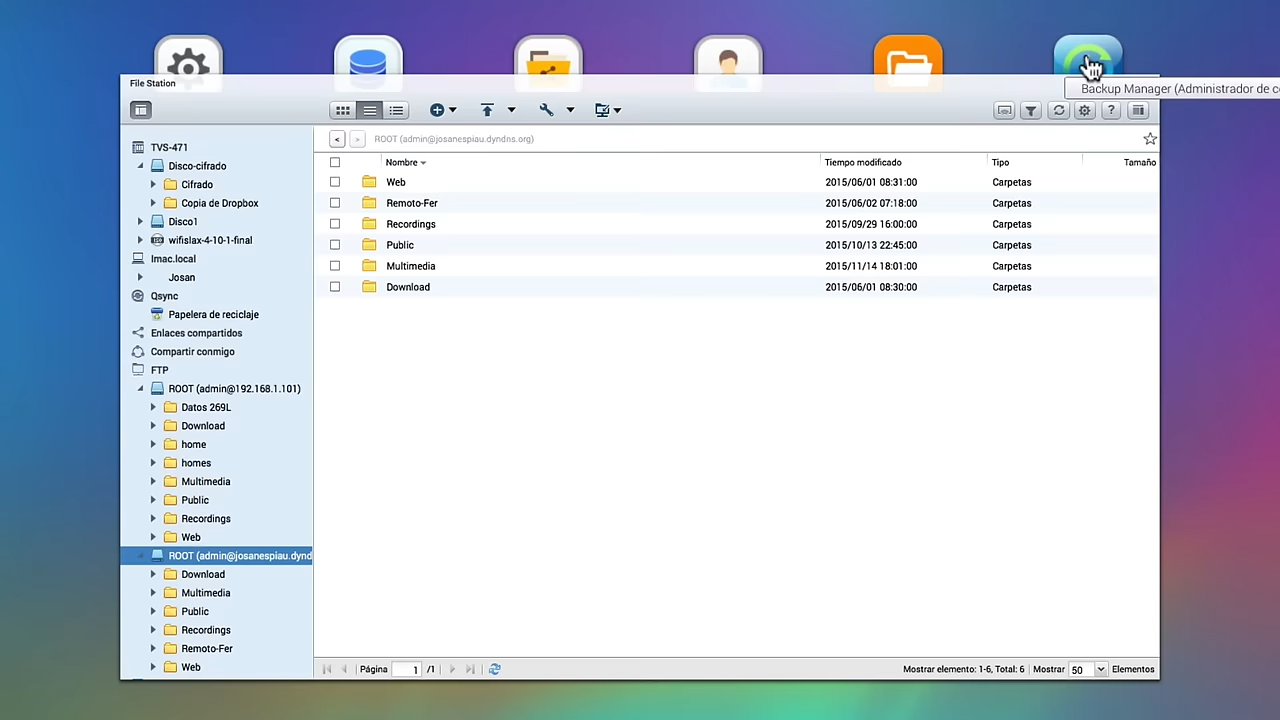 File Station
Backup Manager (Administrador de c
ROOT (admin@josanespiau.dyndns.org)
TVS-471
Disco-cifrado
Cifrado
Copia de Dropbox
Disco1
wifislax-4-10-1-final
Imac.local
Josan
Qsync
Papelera de reciclaje
Enlaces compartidos
Compartir conmigo
FTP
ROOT (admin@192.168.1.101)
Datos 269L
Download
home
homes
Multimedia
Public
Recordings
Web
ROOT (admin@josanespiau.dynd
Download
Multimedia
Public
Recordings
Remoto-Fer
Web
Nombre Tiempo modificado Tipo Tamaño
Web 2015/06/01 08:31:00 Carpetas
Remoto-Fer 2015/06/02 07:18:00 Carpetas
Recordings 2015/09/29 16:00:00 Carpetas
Public 2015/10/13 22:45:00 Carpetas
Multimedia 2015/11/14 18:01:00 Carpetas
Download 2015/06/01 08:30:00 Carpetas
Página 1 /1 Mostrar elemento: 1-6, Total: 6 Mostrar 50 Elementos